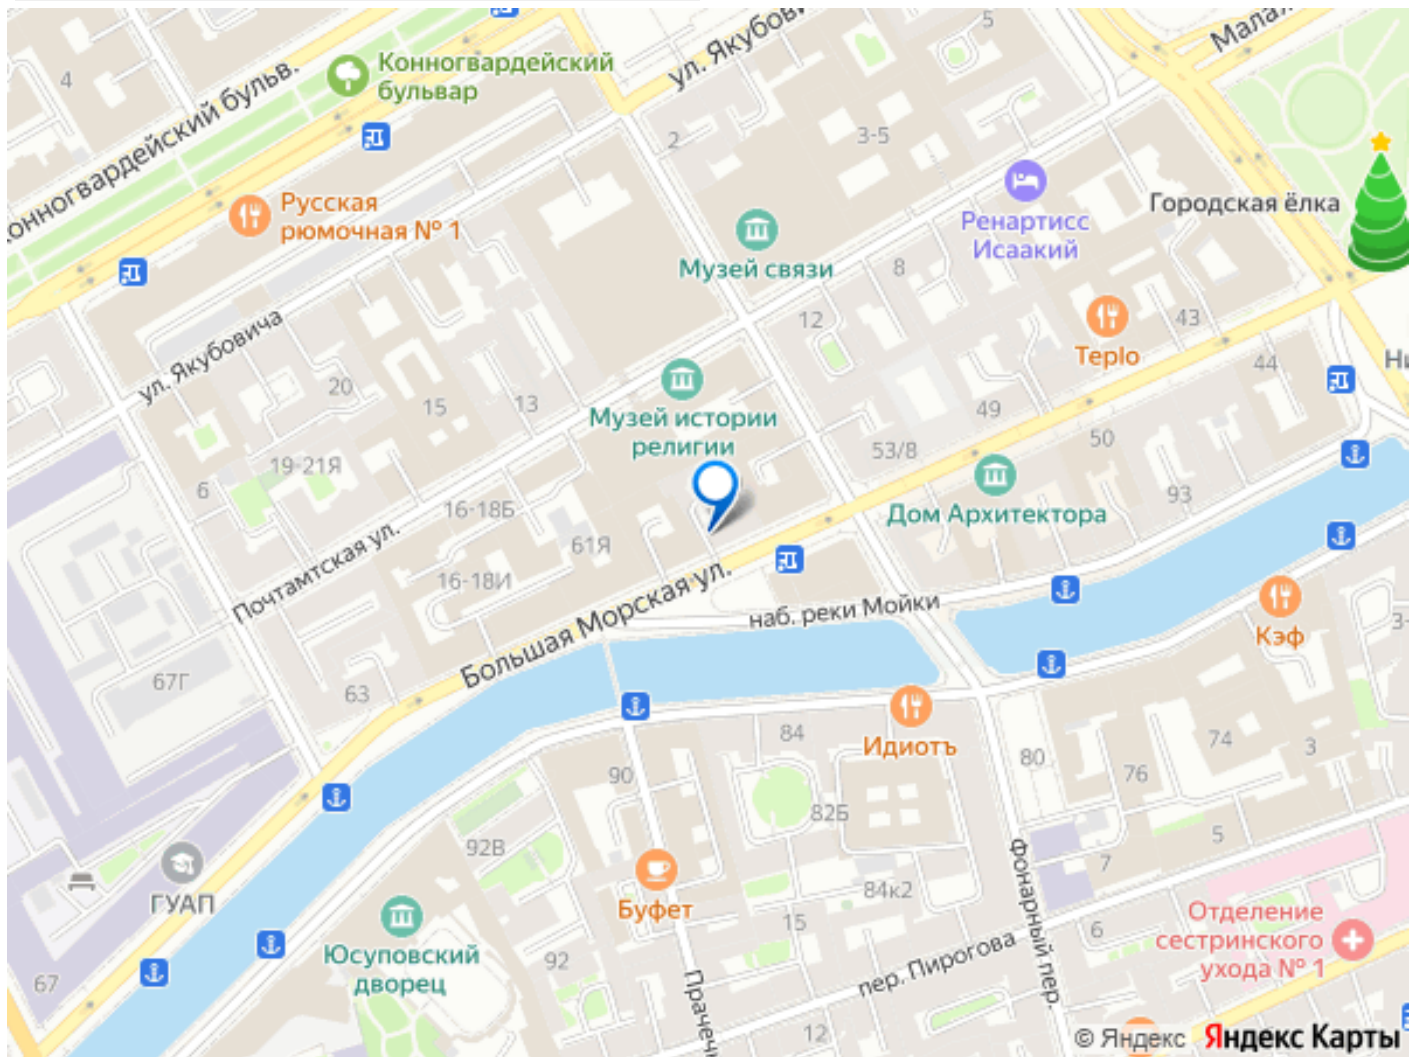 5
Малая
4
Конногвардейский
бульвар
ул. Якубовича
Конногвардейский бульв.
2
3-5
Русская
рюмочная № 1
Городская ёлка
Ренартисс
Исаакий
Музей связи
8
12
43
ул. Якубовича
Teplo
44
20
15
13
49
Музей истории
религии
50
53/8
19-21Я
6
16-18Б
93
Дом Архитектора
Почтамтская ул.
61Я
16-18И
Большая Морская ул.
наб. реки Мойки
Кэф
3-
67Г
63
84
Идиотъ
80
74
3
90
76
82Б
92В
5
7
ГУАП
Буфет
84к2
фонарный пер.
15
Отделение
сестринского
ухода № 1
6
Юсуповский
дворец
92
пер. Пирогова
67
Прачечн
12
© Яндекс Яндекс Карты